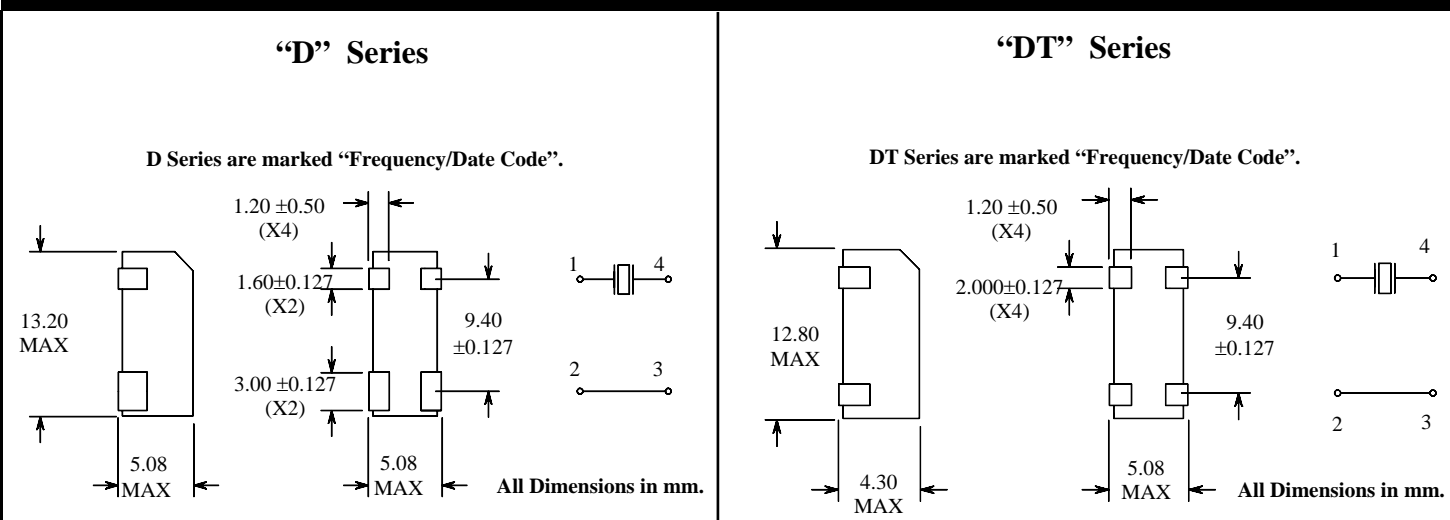 “D” Series
D Series are marked “Frequency/Date Code”.
1.20 ±0.50
(X4)
1.60±0.127
(X2)
13.20
MAX
3.00 ±0.127
(X2)
9.40
±0.127
1 4
2 3
5.08
MAX
5.08
MAX
All Dimensions in mm.
“DT” Series
DT Series are marked “Frequency/Date Code”.
1.20 ±0.50
(X4)
2.000±0.127
(X4)
12.80
MAX
9.40
±0.127
1 4
2 3
4.30
MAX
5.08
MAX
All Dimensions in mm.